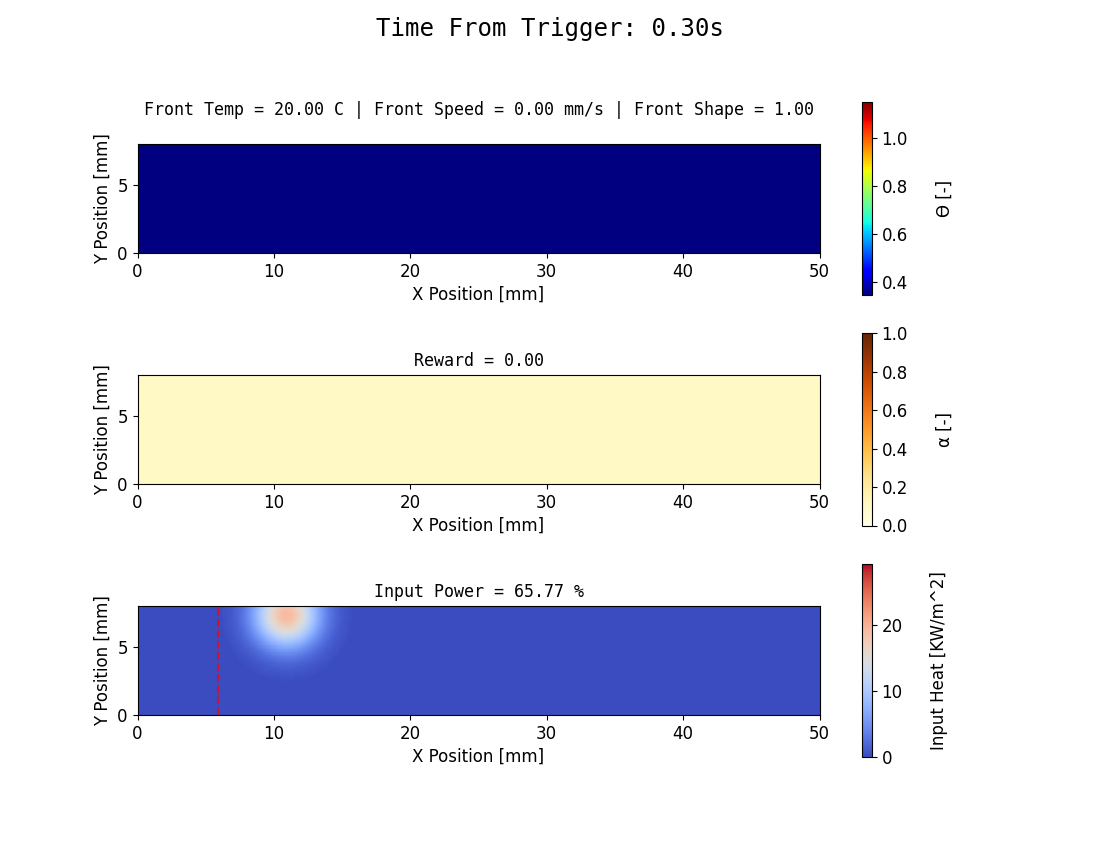 Time From Trigger: 0.30s
Front Temp = 20.00 C | Front Speed = 0.00 mm/s | Front Shape = 1.00
Y Position [mm]
5
0
0 10 20 30 40 50
X Position [mm]
1.0
0.8
0.6
0.4
Θ [-]
Reward = 0.00
Y Position [mm]
5
0
0 10 20 30 40 50
X Position [mm]
1.0
0.8
0.6
0.4
0.2
0.0
α [-]
Input Power = 65.77 %
Y Position [mm]
5
0
0 10 20 30 40 50
X Position [mm]
20
10
0
Input Heat [KW/m^2]